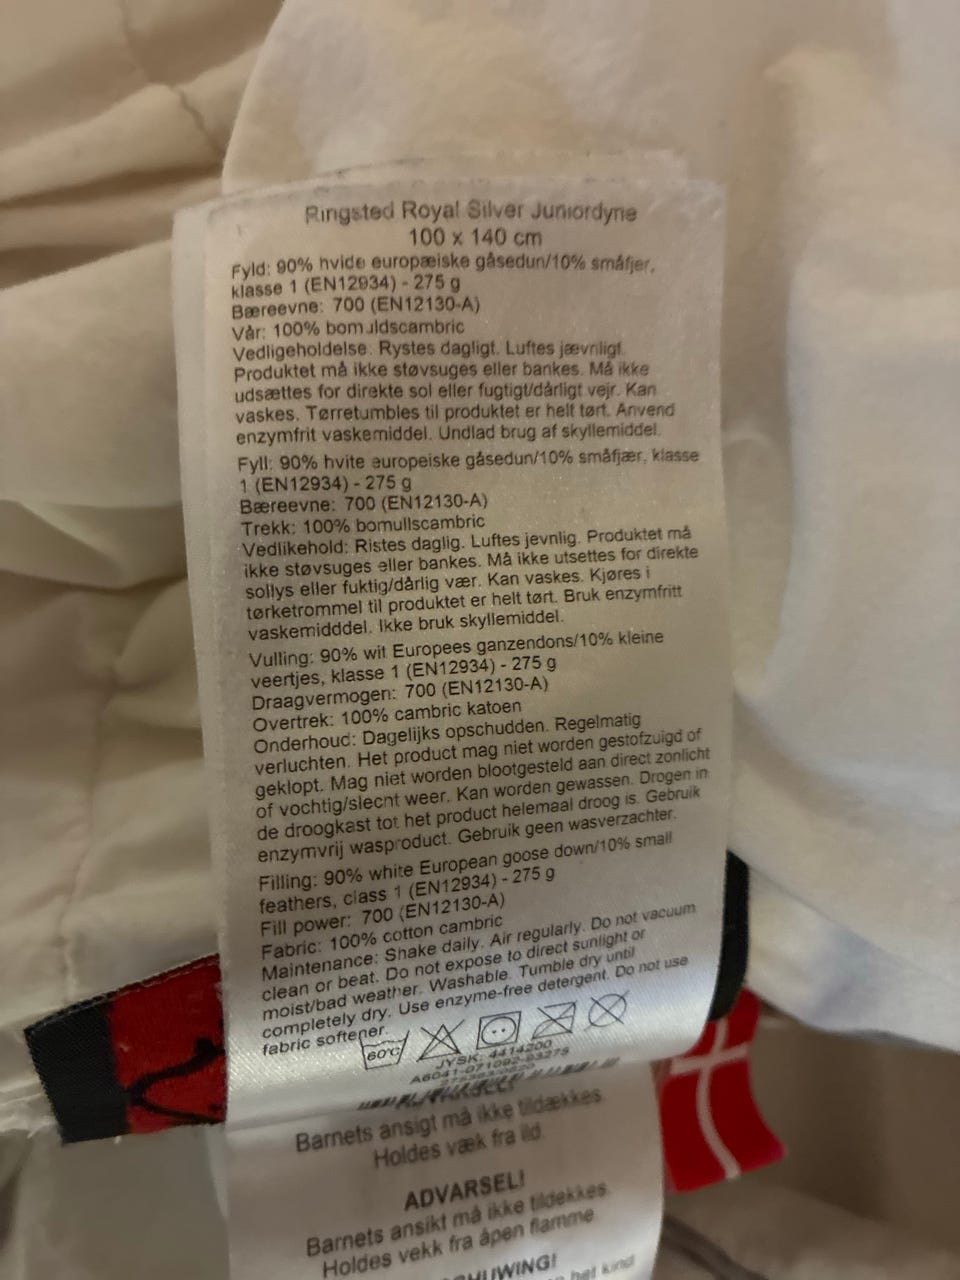 Ringsted Royal Silver Juniordyne
100 x 140 cm
Fyld: 90% hvide europæiske gåsedun/10% småfjer,
klasse 1 (EN12934) - 275 g
Bæreevne: 700 (EN12130-A)
Vår: 100% bomuldscambric
Vedligeholdelse: Rystes dagligt. Luftes jævnligt.
Produktet må ikke støvsuges eller bankes. Må ikke
udsættes for direkte sol eller fugtigt/dårligt vejr. Kan
vaskes. Tørretumbles til produktet er helt tørt. Anvend
enzymfrit vaskemiddel. Undlad brug af skyllemiddel.
Fyll: 90% hvite europeiske gåsedun/10% småfjær, klasse
1 (EN12934) - 275 g
Bæreevne: 700 (EN12130-A)
Trekk: 100% bomullscambric
Vedlikehold: Ristes daglig. Luftes jevnlig. Produktet må
ikke støvsuges eller bankes. Må ikke utsettes for direkte
sollys eller fuktig/dårlig vær. Kan vaskes. Kjøres i
tørketrommel til produktet er helt tørt. Bruk enzymfritt
vaskemidddel. Ikke bruk skyllemiddel.
Vulling: 90% wit Europees ganzendons/10% kleine
veertjes, klasse 1 (EN12934) - 275 g
Draagvermogen: 700 (EN12130-A)
Overtrek: 100% cambric katoen
Onderhoud: Dagelijks opschudden. Regelmatig
verluchten. Het product mag niet worden gestofzuigd of
geklopt. Mag niet worden blootgesteld aan direct zonlicht
of vochtig/slecht weer. Kan worden gewassen. Drogen in
de droogkast tot het product helemaal droog is. Gebruik
enzymvrij wasproduct. Gebruik geen wasverzachter.
Filling: 90% white European goose down/10% small
feathers, class 1 (EN12934) - 275 g
Fill power: 700 (EN12130-A)
Fabric: 100% cotton cambric
Maintenance: Shake daily. Air regularly. Do not vacuum
clean or beat. Do not expose to direct sunlight or
moist/bad weather. Washable. Tumble dry until
completely dry. Use enzyme-free detergent. Do not use
fabric softener.
60°C
JYSK: 4414200
A6041-071092-93275
Barnets ansigt må ikke tildækkes.
Holdes væk fra ild.
ADVARSEL!
Barnets ansikt må ikke tildekkes.
Holdes vekk fra åpen flamme.